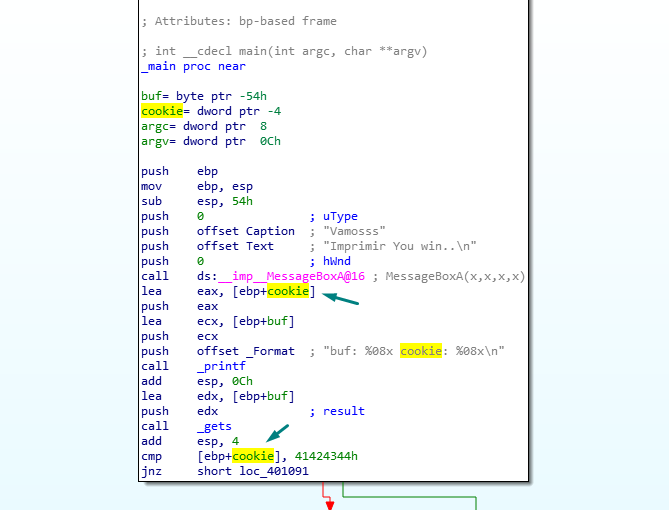 ; Attributes: bp-based frame
; int __cdecl main(int argc, char **argv)
_main proc near
buf= byte ptr -54h
cookie= dword ptr -4
argc= dword ptr  8
argv= dword ptr  0Ch
push    ebp
mov     ebp, esp
sub     esp, 54h
push    0               ; uType
push    offset Caption  ; "Vamosss"
push    offset Text     ; "Imprimir You win..\n"
push    0               ; hWnd
call    ds:__imp__MessageBoxA@16 ; MessageBoxA(x,x,x,x)
lea     eax, [ebp+cookie]
push    eax
lea     ecx, [ebp+buf]
push    ecx
push    offset _Format  ; "buf: %08x cookie: %08x\n"
call    _printf
add     esp, 0Ch
lea     edx, [ebp+buf]
push    edx             ; result
call    _gets
add     esp, 4
cmp     [ebp+cookie], 41424344h
jnz     short loc_401091